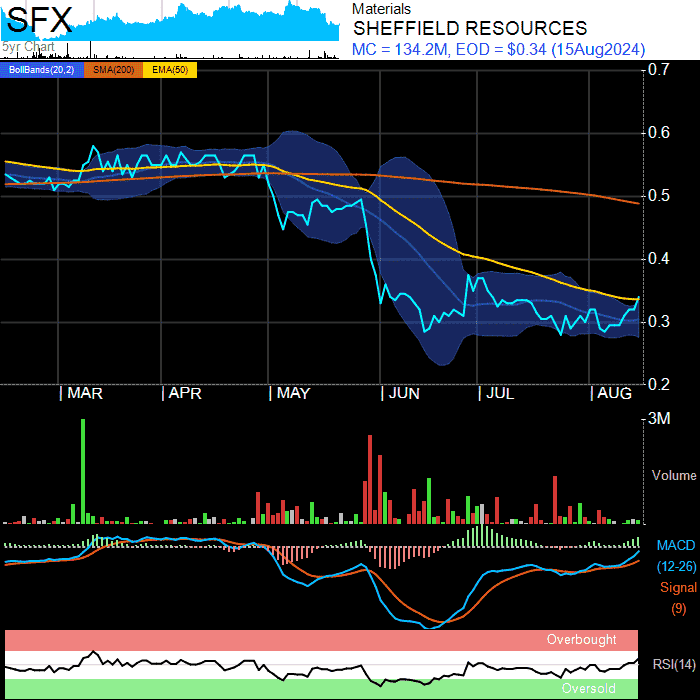 SFX
5yr Chart
Materials
SHEFFIELD RESOURCES
MC = 134.2M, EOD = $0.34 (15Aug2024)
BollBands(20,2) SMA(200) EMA(50)
0.7
0.6
0.5
0.4
0.3
0.2
MAR APR MAY JUN JUL AUG
3M
Volume
MACD
(12-26)
Signal
(9)
Overbought
RSI(14)
Oversold